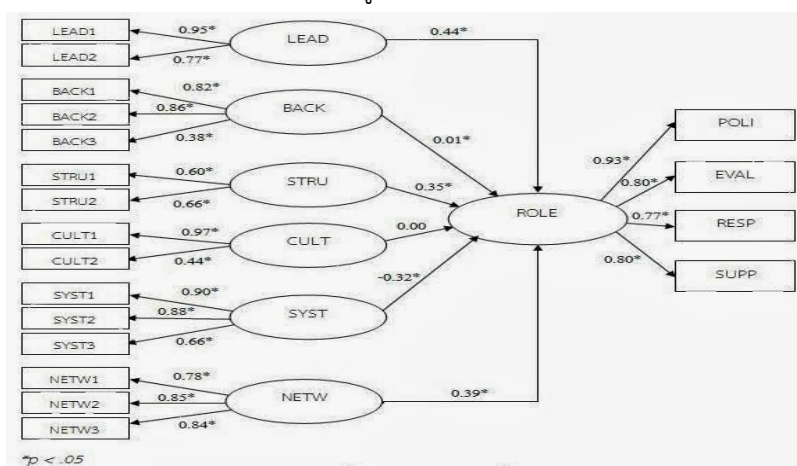 LEAD1
0.95*
LEAD
0.44*
LEAD2
0.77*
BACK1
0.82*
BACK
BACK2
0.86*
0.01*
BACK3
0.38*
STRU1
0.60*
STRU
0.35*
STRU2
0.66*
CULT1
0.97*
CULT
0.00
CULT2
0.44*
SYST1
0.90*
SYST
-0.32*
SYST2
0.88*
SYST3
0.66*
NETW1
0.78*
NETW
0.39*
NETW2
0.85*
NETW3
0.84*
ROLE
0.93*
POLI
0.80*
EVAL
0.77*
RESP
0.80*
SUPP
*p < .05